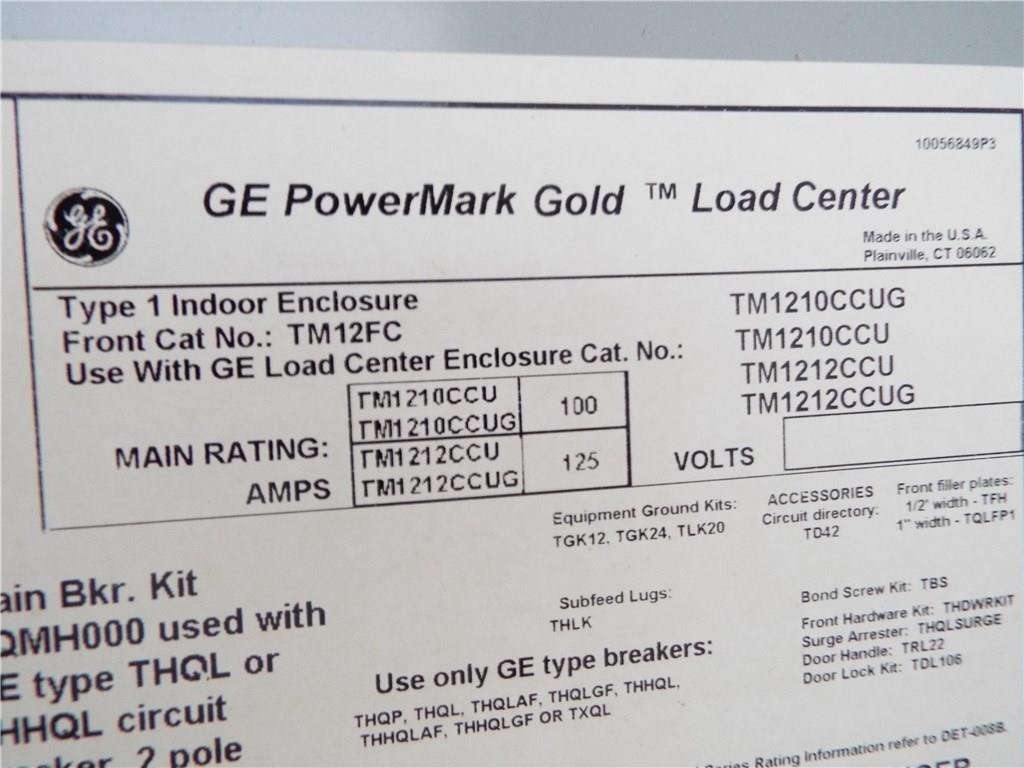 10056849P3
GE
GE PowerMark Gold ™ Load Center
Made in the U.S.A.
Plainville, CT 06062
Type 1 Indoor Enclosure
Front Cat No.: TM12FC
Use With GE Load Center Enclosure Cat. No.:
TM1210CCUG
TM1210CCU
TM1212CCU
TM1212CCUG
MAIN RATING:
AMPS
TM1210CCU
TM1210CCUG
100
TM1212CCU
TM1212CCUG
125
VOLTS
Equipment Ground Kits:
TGK12, TGK24, TLK20
ACCESSORIES
Circuit directory:
TD42
Front filler plates:
1/2' width - TFH
1" width - TQLFP1
Subfeed Lugs:
THLK
Bond Screw Kit: TBS
Front Hardware Kit: THDWRKIT
Surge Arrester: THQLSURGE
Door Handle: TRL22
Door Lock Kit: TDL106
ain Bkr. Kit
QMH000 used with
E type THQL or
HHQL circuit
eaker, 2 pole
Use only GE type breakers:
THQP, THQL, THQLAF, THQLGF, THHQL,
THHQLAF, THHQLGF OR TXQL
Series Rating Information refer to DET-008B.